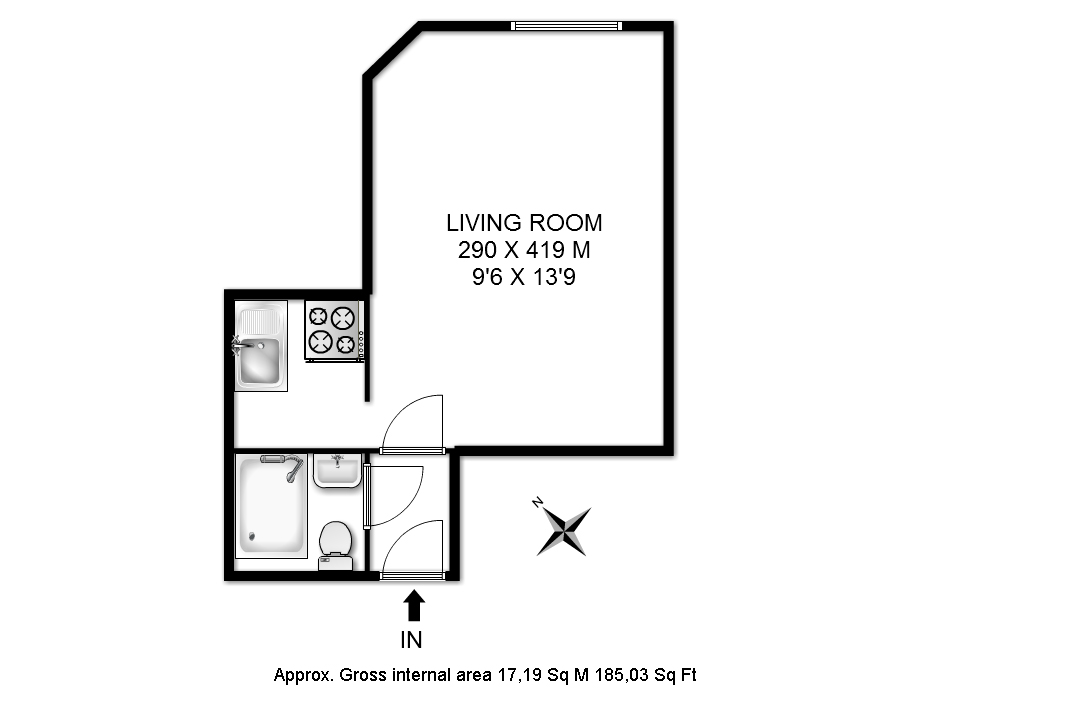 LIVING ROOM
290 X 419 M
9'6 X 13'9
N
IN
Approx. Gross internal area 17,19 Sq M 185,03 Sq Ft